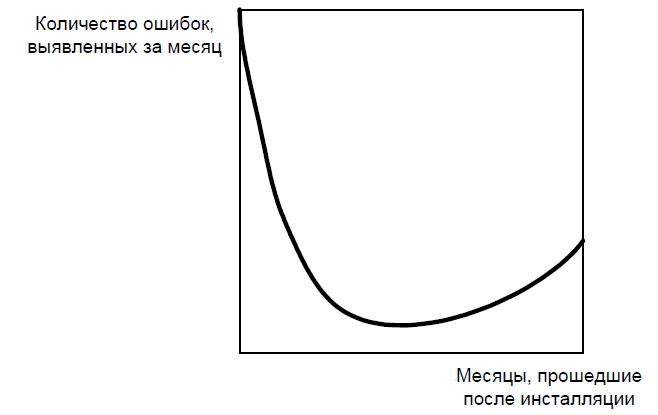 Количество ошибок,
выявленных за месяц
Месяцы, прошедшие
после инсталляции